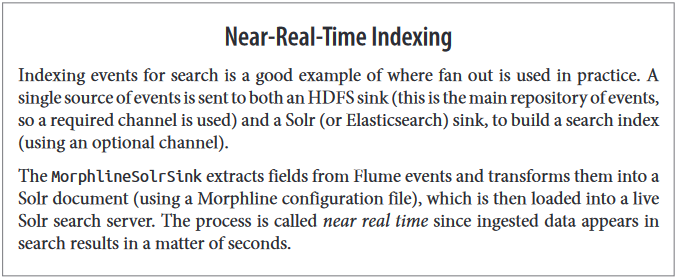 Near-Real-Time Indexing
Indexing events for search is a good example of where fan out is used in practice. A
single source of events is sent to both an HDFS sink (this is the main repository of events,
so a required channel is used) and a Solr (or Elasticsearch) sink, to build a search index
(using an optional channel).
The MorphlineSolrSink extracts fields from Flume events and transforms them into a
Solr document (using a Morphline configuration file), which is then loaded into a live
Solr search server. The process is called near real time since ingested data appears in
search results in a matter of seconds.